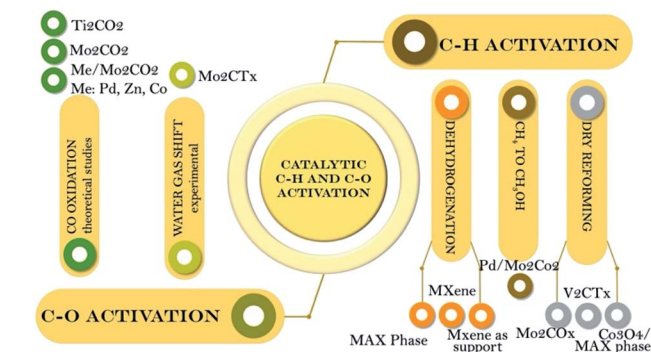 Ti2CO2
Mo2CO2
Me/Mo2CO2
Me: Pd, Zn, Co
Mo2CTx
CO OXIDATION
theoretical studies
WATER GAS SHIFT
experimental
C-O ACTIVATION
CATALYTIC
C-H AND C-O
ACTIVATION
C-H ACTIVATION
DEHYDROGENATION
CH4 TO CH3OH
DRY REFORMING
MAX Phase
MXene
Mxene as
support
Pd/Mo2Co2
Mo2COx
V2CTx
Co3O4/
MAX phase